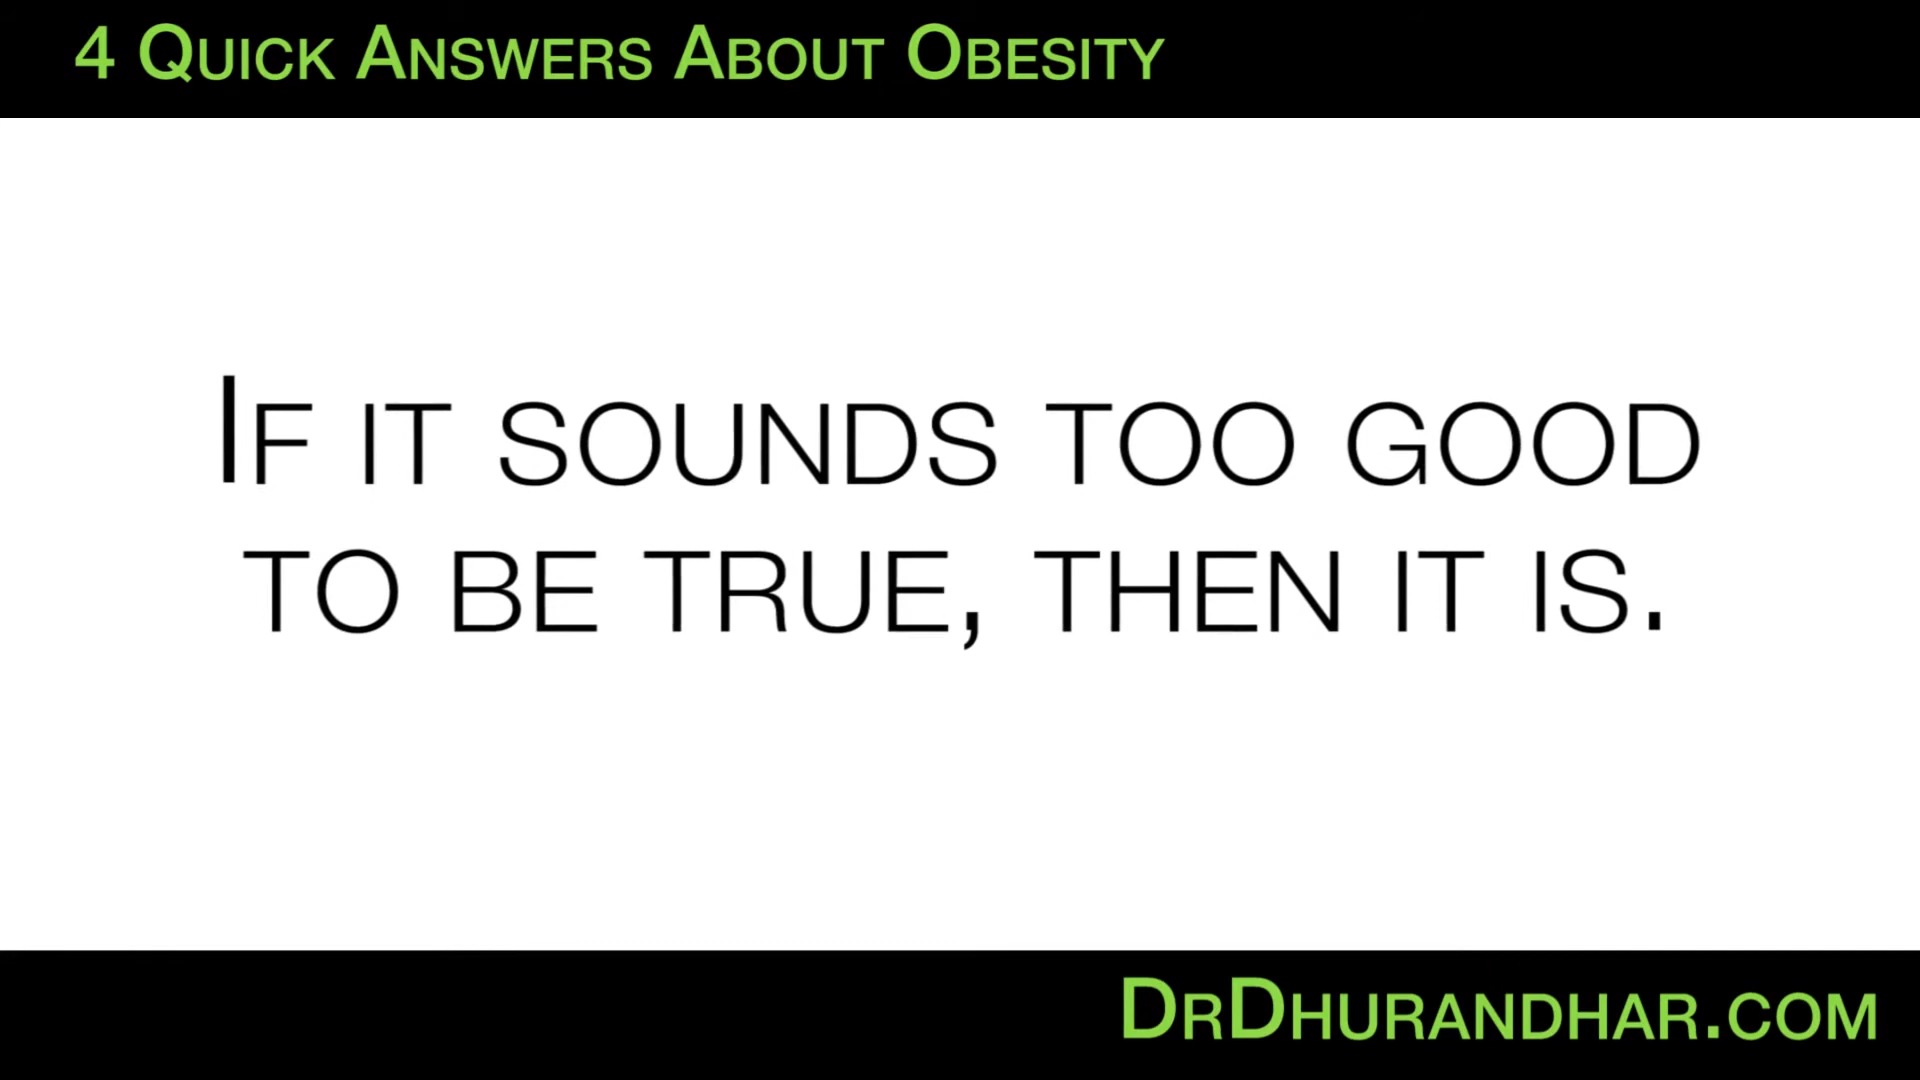 4 Quick Answers About Obesity
If it sounds too good
to be true, then it is.
DrDhurandhar.com